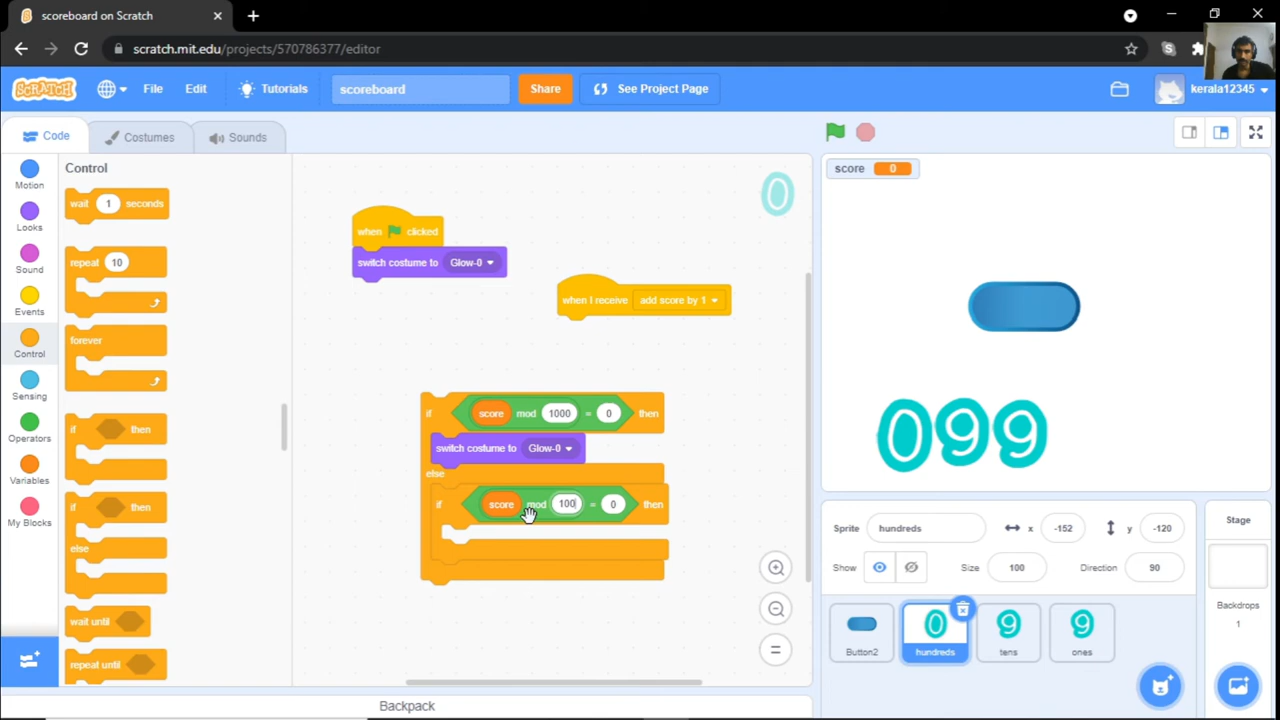 scoreboard on Scratch
scratch.mit.edu/projects/570786377/editor
SCRATCH
File
Edit
Tutorials
scoreboard
Share
See Project Page
kerala12345
Code
Costumes
Sounds
Motion
Looks
Sound
Events
Control
Sensing
Operators
Variables
My Blocks
Control
wait 1 seconds
repeat 10
forever
if then
if then
else
wait until
repeat until
when clicked
switch costume to Glow-0
when I receive add score by 1
if score mod 1000 = 0 then
switch costume to Glow-0
else
if score mod 100 = 0 then
0
score 0
099
Sprite hundreds x -152 y -120
Show Size 100 Direction 90
Button2
0
hundreds
9
tens
9
ones
Stage
Backdrops
1
Backpack